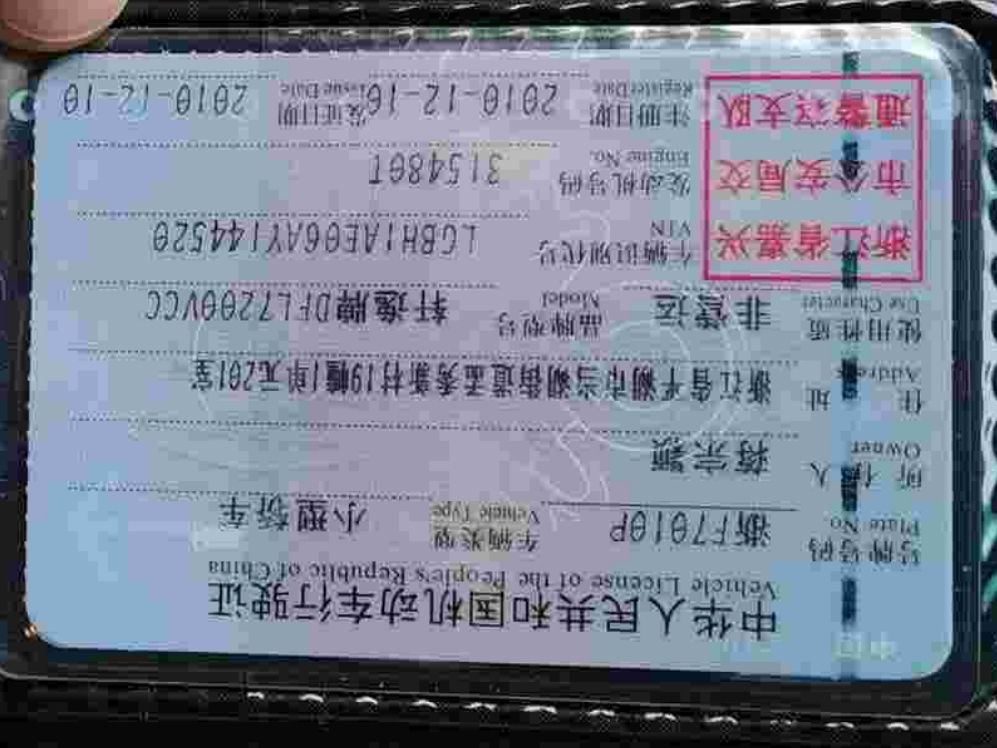 中华人民共和国机动车行驶证
Vehicle License of the People's Republic of China
号牌号码 浙F7010P 车辆类型 小型轿车
Plate No. Vehicle Type
所有人 蒋宗颖
Owner
住址 浙江省平湖市当湖街道孟秀新村19幢1单元201室
Address
使用性质 非营运 品牌型号 轩逸牌DFL7200VCC
Use Character Model
浙江省嘉兴
市公安局交
通警察支队
车辆识别代号 LGBH1AE06AY144520
VIN
发动机号码 315480T
Engine No.
注册日期 2010-12-10 发证日期 2010-12-10
Register Date Issue Date